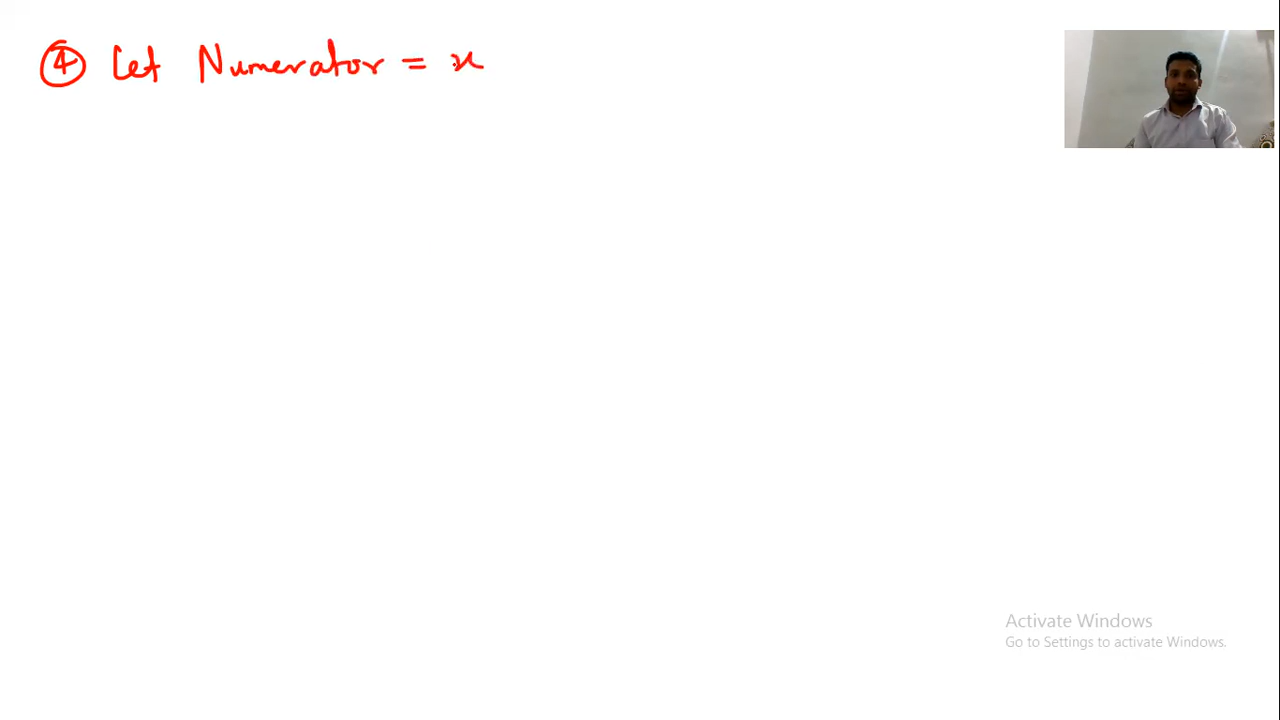 ④ Let Numerator = x
Activate Windows
Go to Settings to activate Windows.